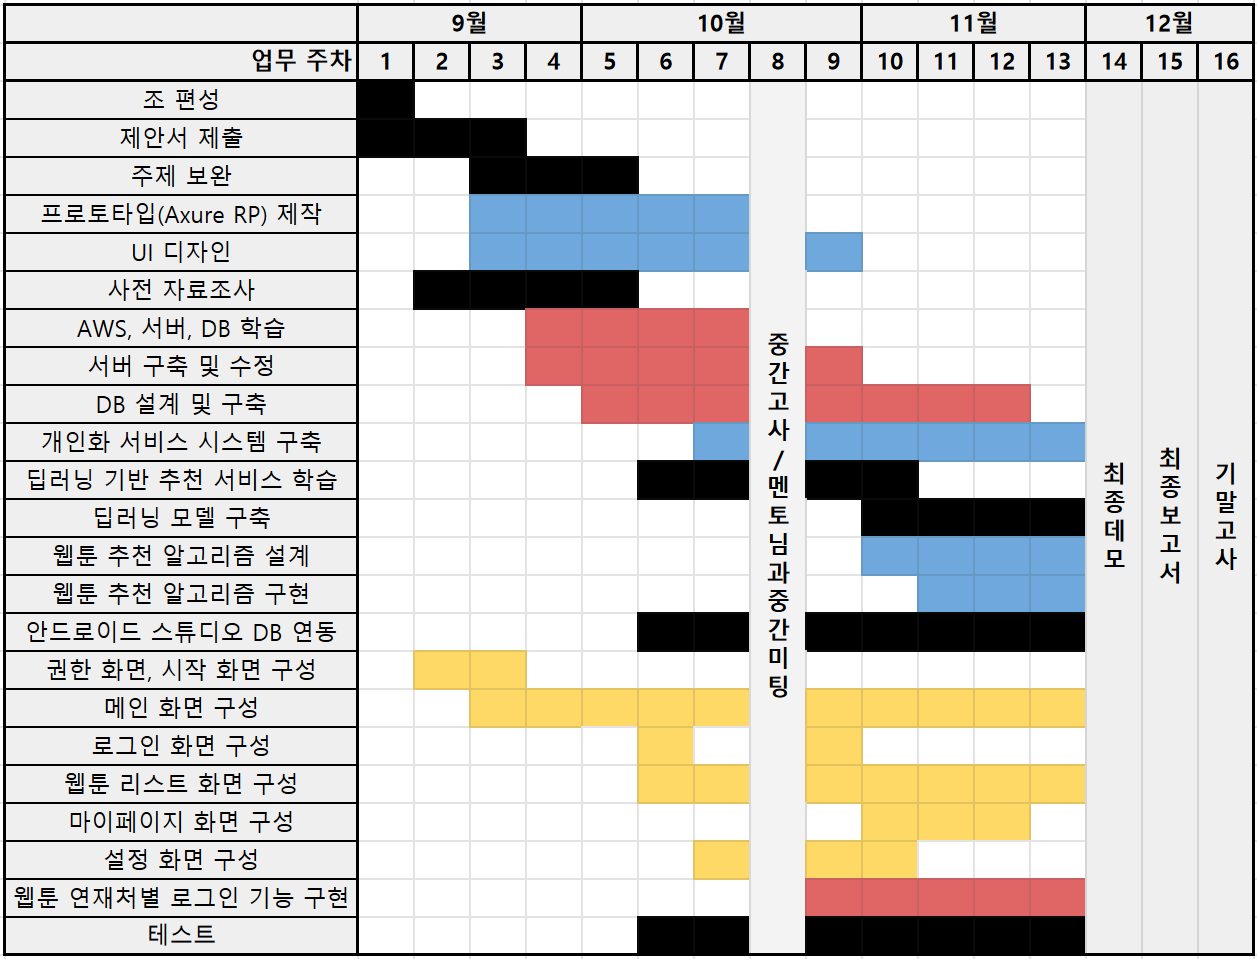 9월 10월 11월 12월
업무 주차 1 2 3 4 5 6 7 8 9 10 11 12 13 14 15 16
조 편성
제안서 제출
주제 보완
프로토타입(Axure RP) 제작
UI 디자인
사전 자료조사
AWS, 서버, DB 학습
서버 구축 및 수정
DB 설계 및 구축
개인화 서비스 시스템 구축
딥러닝 기반 추천 서비스 학습
딥러닝 모델 구축
웹툰 추천 알고리즘 설계
웹툰 추천 알고리즘 구현
안드로이드 스튜디오 DB 연동
권한 화면, 시작 화면 구성
메인 화면 구성
로그인 화면 구성
웹툰 리스트 화면 구성
마이페이지 화면 구성
설정 화면 구성
웹툰 연재처별 로그인 기능 구현
테스트
중간고사/멘토님과중간미팅
최종데모
최종보고서
기말고사